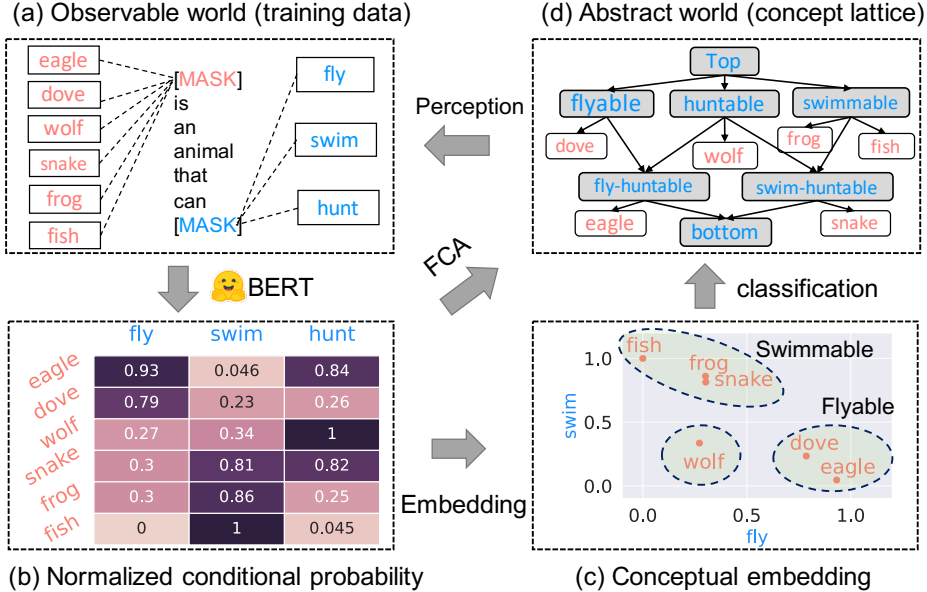 (a) Observable world (training data)
eagle
dove
wolf
snake
frog
fish
[MASK]
is
an
animal
that
can
[MASK]
fly
swim
hunt
Perception
(d) Abstract world (concept lattice)
Top
flyable
huntable
swimmable
dove
wolf
frog
fish
fly-huntable
swim-huntable
eagle
bottom
snake
BERT
FCA
classification
fly swim hunt
eagle 0.93 0.046 0.84
dove 0.79 0.23 0.26
wolf 0.27 0.34 1
snake 0.3 0.81 0.82
frog 0.3 0.86 0.25
fish 0 1 0.045
(b) Normalized conditional probability
Embedding
swim
1.0
0.5
0.0
fish
frog
snake
Swimmable
Flyable
wolf
dove
eagle
0.0 0.5 1.0
fly
(c) Conceptual embedding